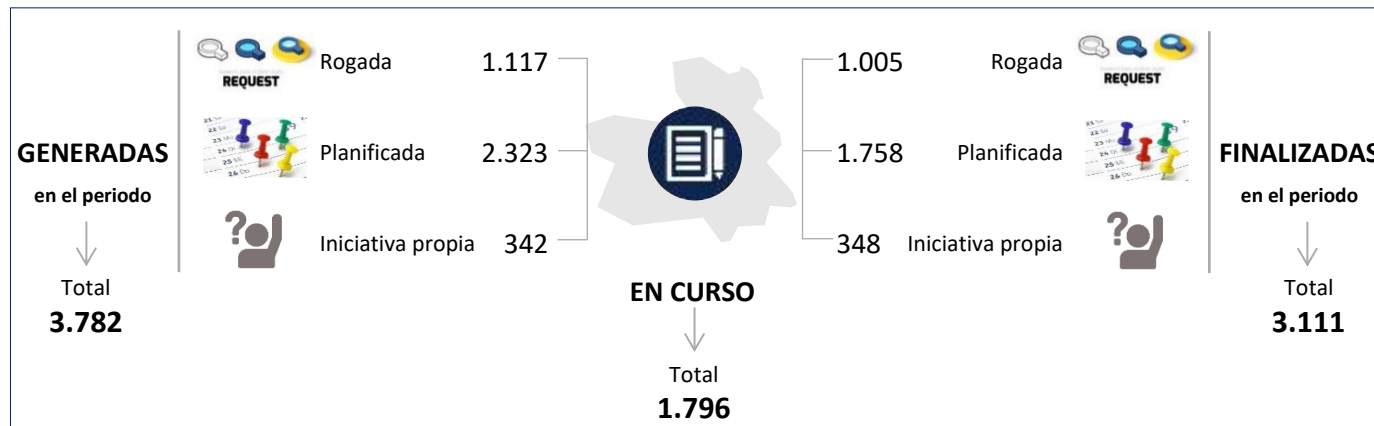 GENERADAS
en el periodo
Total
3.782
REQUEST
Rogada 1.117
Planificada 2.323
Iniciativa propia 342
EN CURSO
Total
1.796
1.005 Rogada
REQUEST
1.758 Planificada
348 Iniciativa propia
FINALIZADAS
en el periodo
Total
3.111